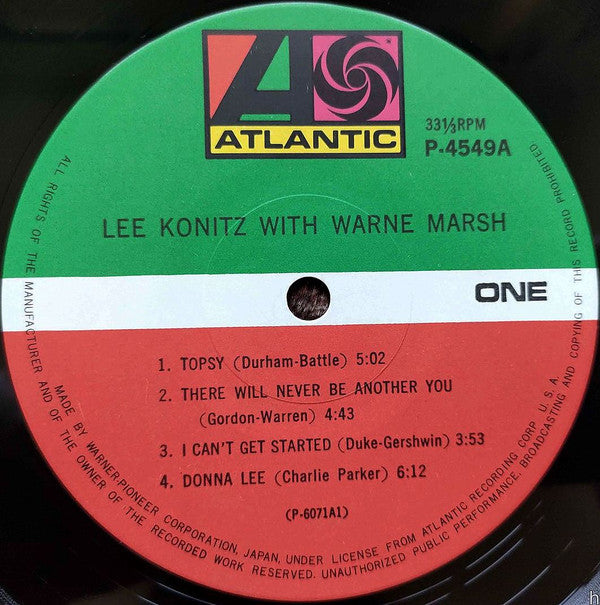 ATLANTIC
33⅓RPM
P-4549A
LEE KONITZ WITH WARNE MARSH
ONE
1. TOPSY (Durham-Battle) 5:02
2. THERE WILL NEVER BE ANOTHER YOU
(Gordon-Warren) 4:43
3. I CAN'T GET STARTED (Duke-Gershwin) 3:53
4. DONNA LEE (Charlie Parker) 6:12
(P-6071A1)
ALL RIGHTS OF THE MANUFACTURER AND OF THE OWNER OF THE RECORDED WORK RESERVED. UNAUTHORIZED PUBLIC PERFORMANCE, BROADCASTING AND COPYING OF THIS RECORD PROHIBITED
MADE BY WARNER-PIONEER CORPORATION, JAPAN, UNDER LICENSE FROM ATLANTIC RECORDING CORP. U.S.A.
h